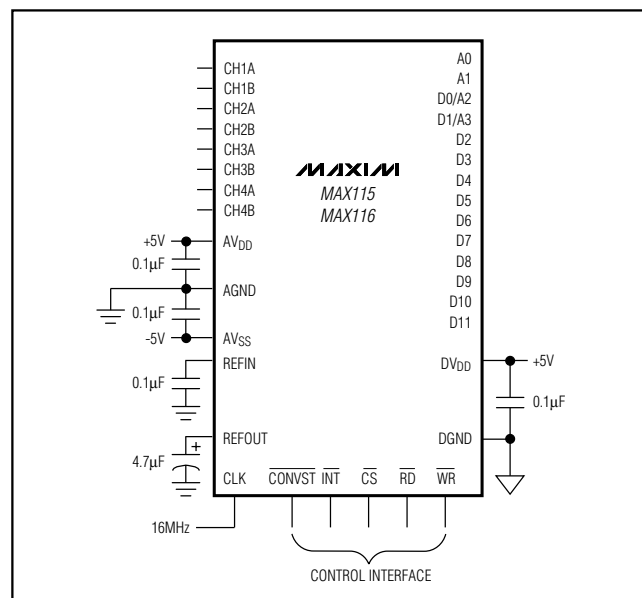 CH1A
CH1B
CH2A
CH2B
CH3A
CH3B
CH4A
CH4B
+5V
AVDD
0.1µF
AGND
0.1µF
-5V
AVSS
REFIN
0.1µF
REFOUT
+
4.7µF
CLK
16MHz
MAXIM
MAX115
MAX116
A0
A1
D0/A2
D1/A3
D2
D3
D4
D5
D6
D7
D8
D9
D10
D11
DVDD
+5V
0.1µF
DGND
CONVST INT CS RD WR
CONTROL INTERFACE